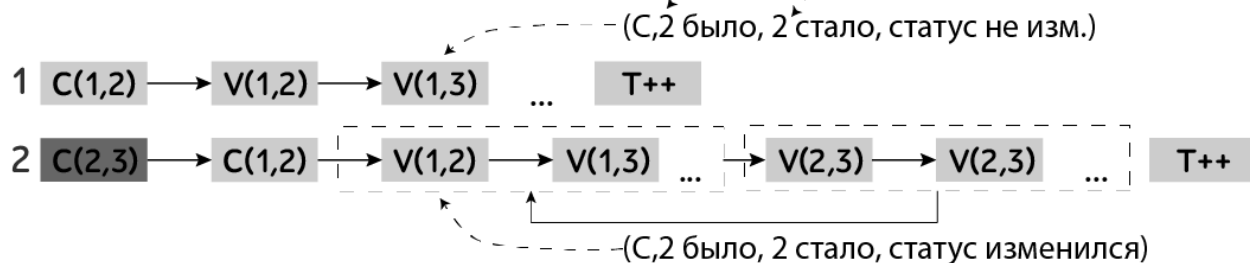 (С,2 было, 2 стало, статус не изм.)
1 C(1,2) V(1,2) V(1,3) ... T++
2 C(2,3) C(1,2) V(1,2) V(1,3) ... V(2,3) V(2,3) ... T++
(С,2 было, 2 стало, статус изменился)